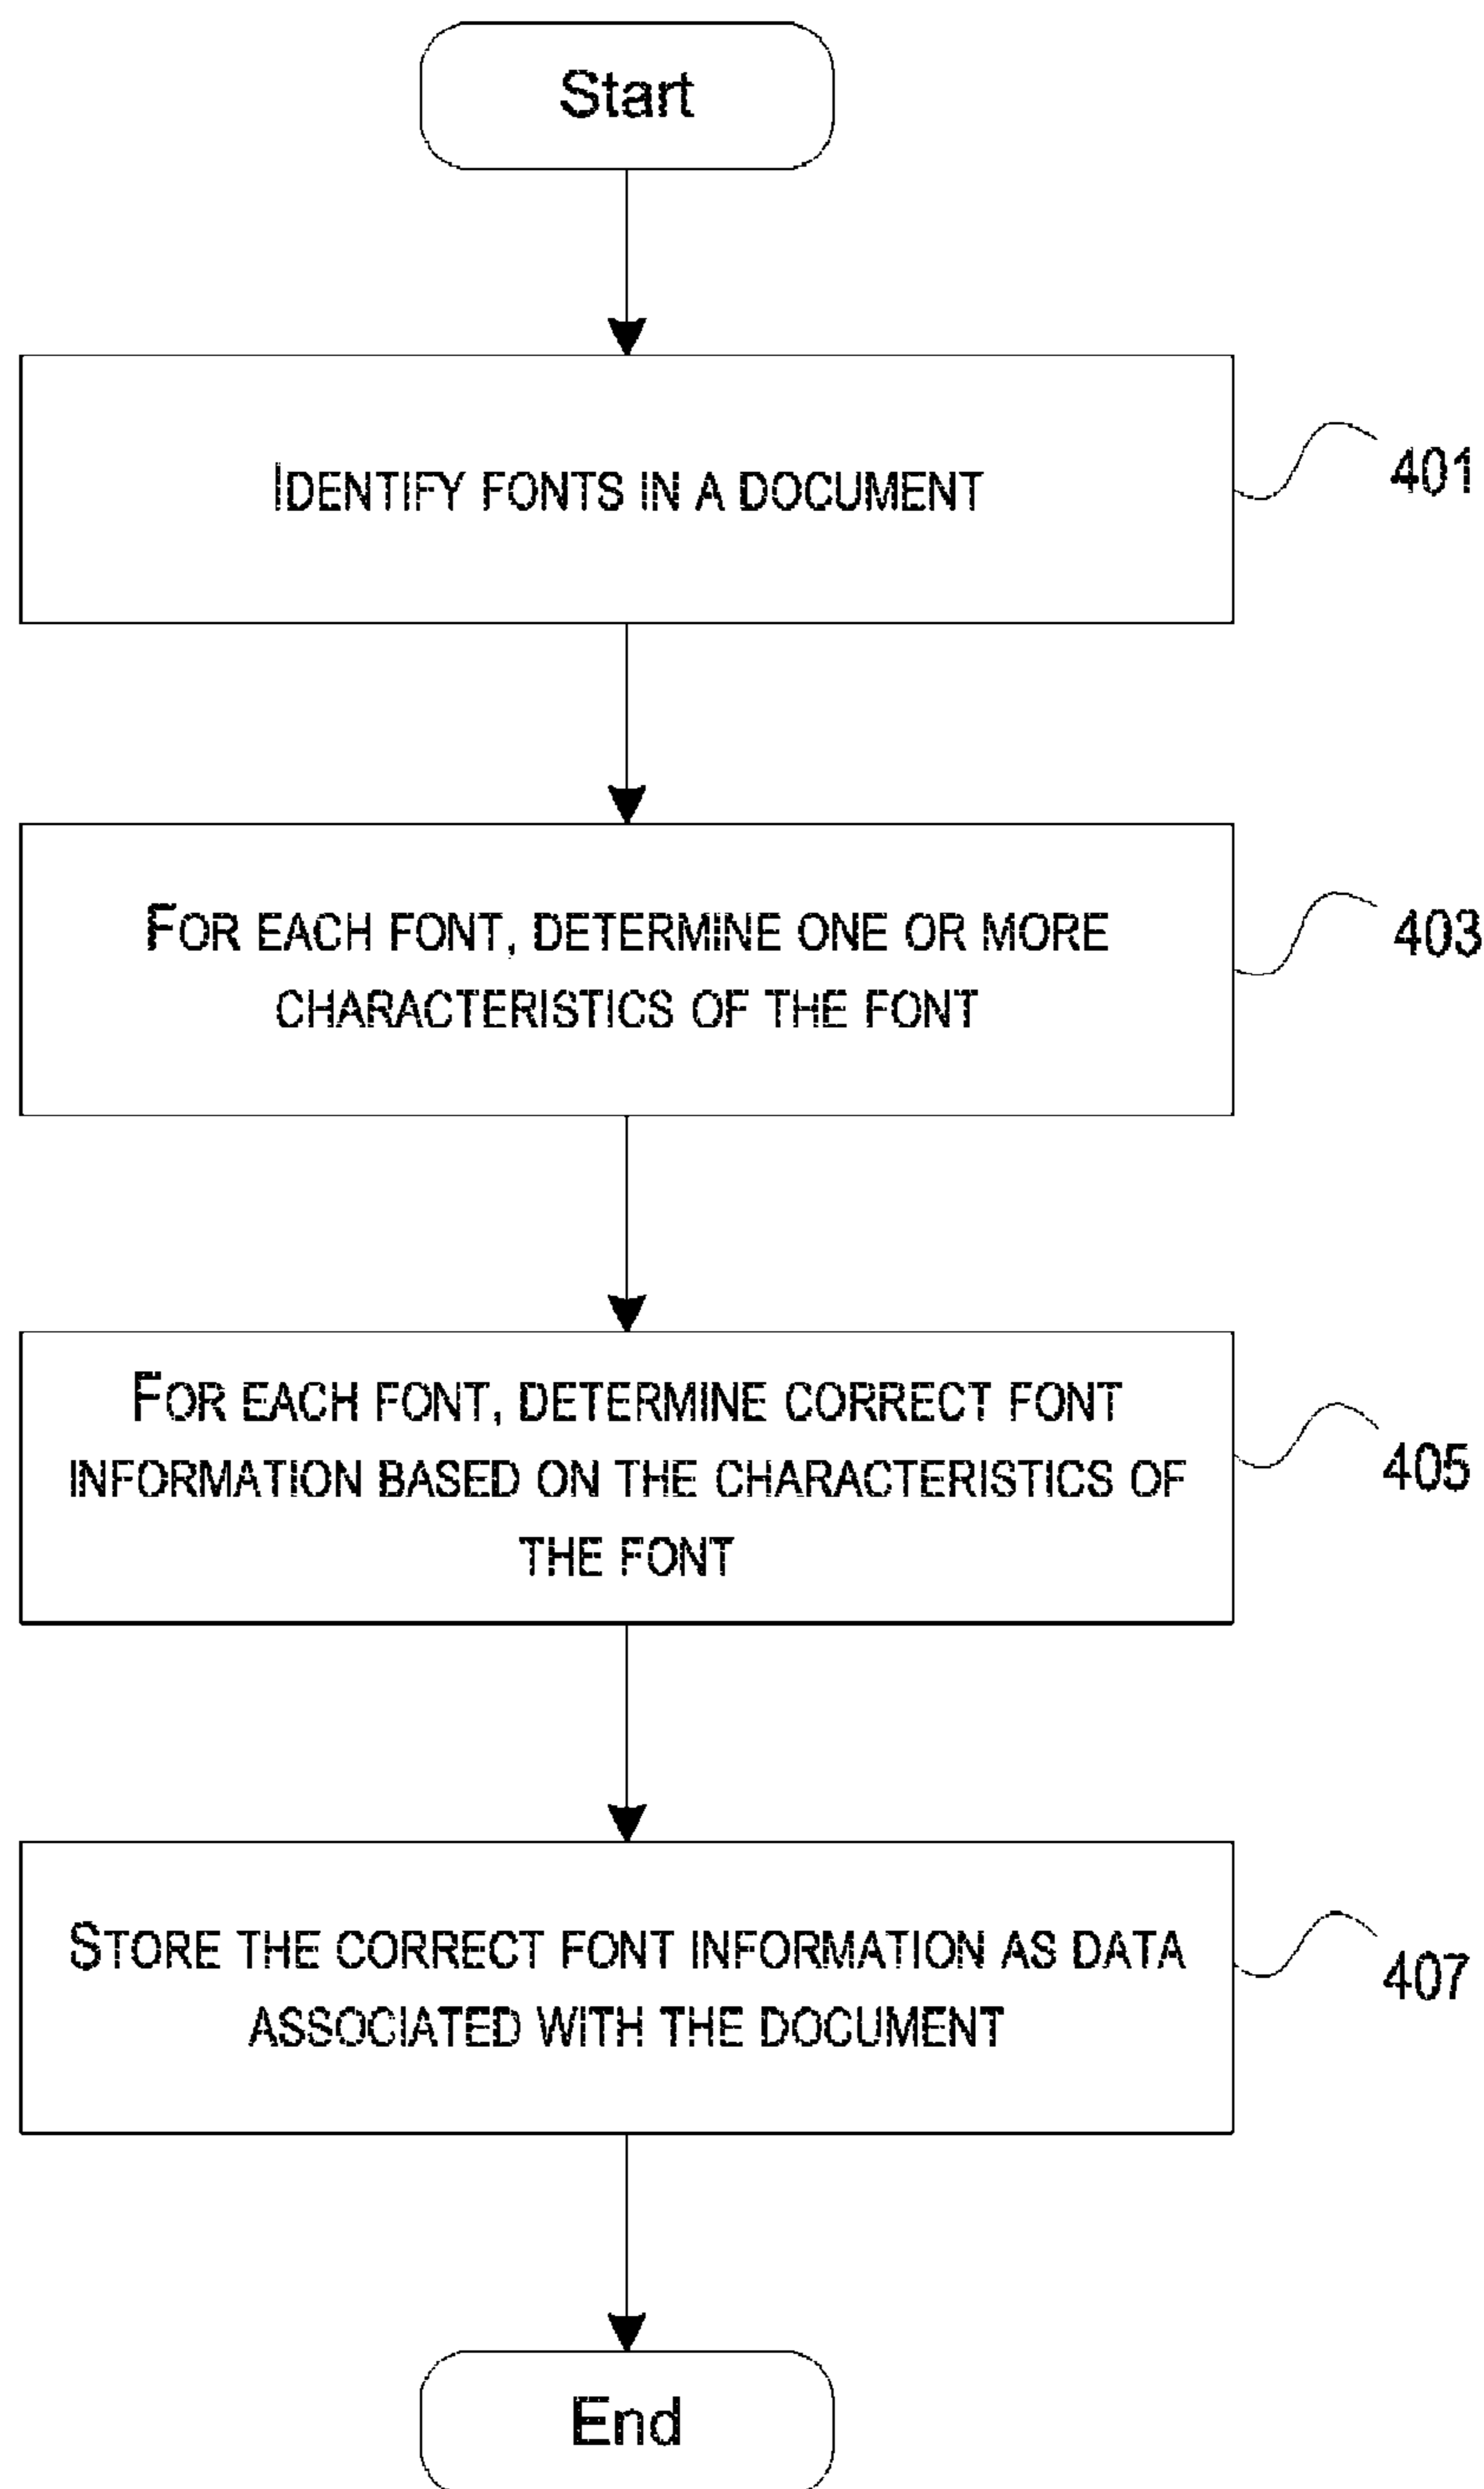 Start
IDENTIFY FONTS IN A DOCUMENT
401
FOR EACH FONT, DETERMINE ONE OR MORE
CHARACTERISTICS OF THE FONT
403
FOR EACH FONT, DETERMINE CORRECT FONT
INFORMATION BASED ON THE CHARACTERISTICS OF
THE FONT
405
STORE THE CORRECT FONT INFORMATION AS DATA
ASSOCIATED WITH THE DOCUMENT
407
End